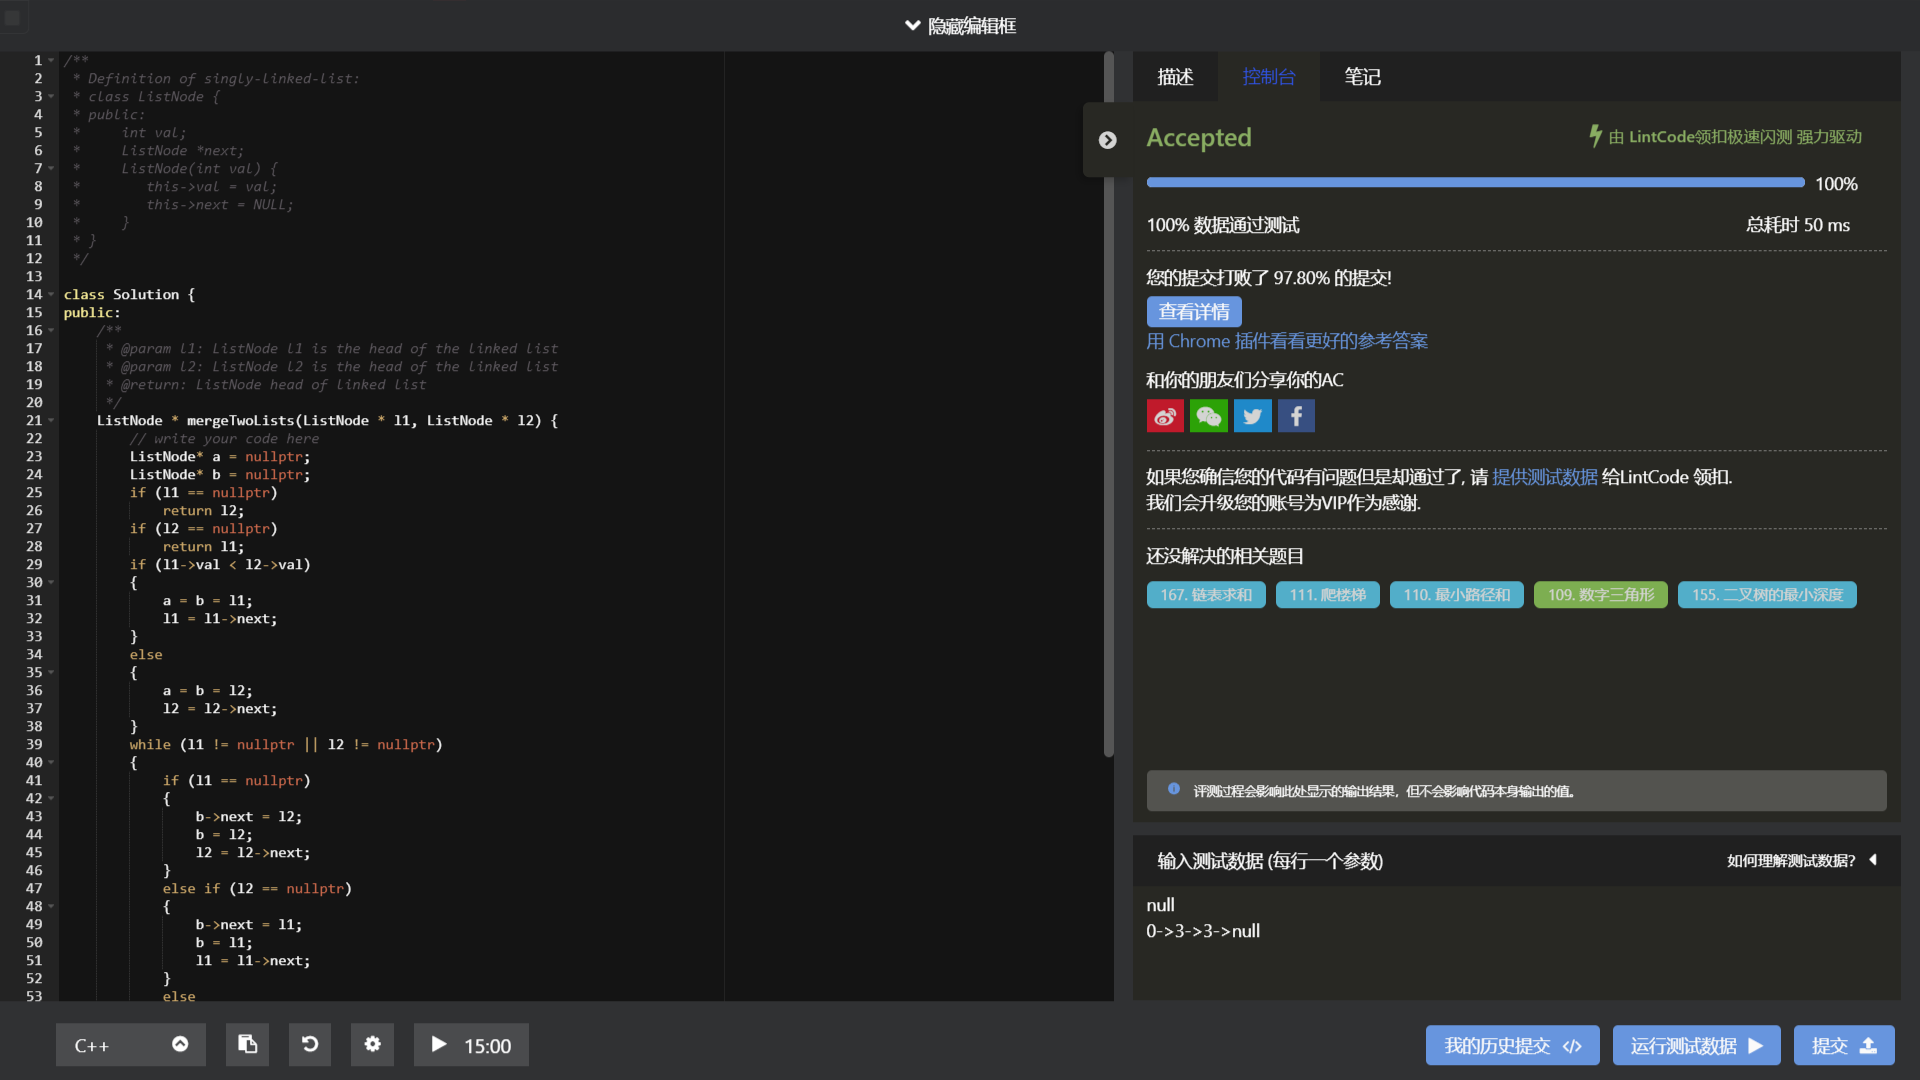 隐藏编辑框
1 /**
2  * Definition of singly-linked-list:
3  * class ListNode {
4  * public:
5  *     int val;
6  *     ListNode *next;
7  *     ListNode(int val) {
8  *        this->val = val;
9  *        this->next = NULL;
10  *     }
11  * }
12  */
13
14 class Solution {
15 public:
16     /**
17      * @param l1: ListNode l1 is the head of the linked list
18      * @param l2: ListNode l2 is the head of the linked list
19      * @return: ListNode head of linked list
20      */
21     ListNode * mergeTwoLists(ListNode * l1, ListNode * l2) {
22         // write your code here
23         ListNode* a = nullptr;
24         ListNode* b = nullptr;
25         if (l1 == nullptr)
26             return l2;
27         if (l2 == nullptr)
28             return l1;
29         if (l1->val < l2->val)
30         {
31             a = b = l1;
32             l1 = l1->next;
33         }
34         else
35         {
36             a = b = l2;
37             l2 = l2->next;
38         }
39         while (l1 != nullptr || l2 != nullptr)
40         {
41             if (l1 == nullptr)
42             {
43                 b->next = l2;
44                 b = l2;
45                 l2 = l2->next;
46             }
47             else if (l2 == nullptr)
48             {
49                 b->next = l1;
50                 b = l1;
51                 l1 = l1->next;
52             }
53             else
C++
15:00
描述 控制台 笔记
Accepted
由 LintCode领扣极速闪测 强力驱动
100%
100% 数据通过测试 总耗时 50 ms
您的提交打败了 97.80% 的提交!
查看详情
用 Chrome 插件看看更好的参考答案
和你的朋友们分享你的AC
如果您确信您的代码有问题但是却通过了, 请 提供测试数据 给LintCode 领扣.
我们会升级您的账号为VIP作为感谢.
还没解决的相关题目
167. 链表求和 111. 爬楼梯 110. 最小路径和 109. 数字三角形 155. 二叉树的最小深度
评测过程会影响此处显示的输出结果，但不会影响代码本身输出的值。
输入测试数据 (每行一个参数) 如何理解测试数据?
null
0->3->3->null
我的历史提交 运行测试数据 提交